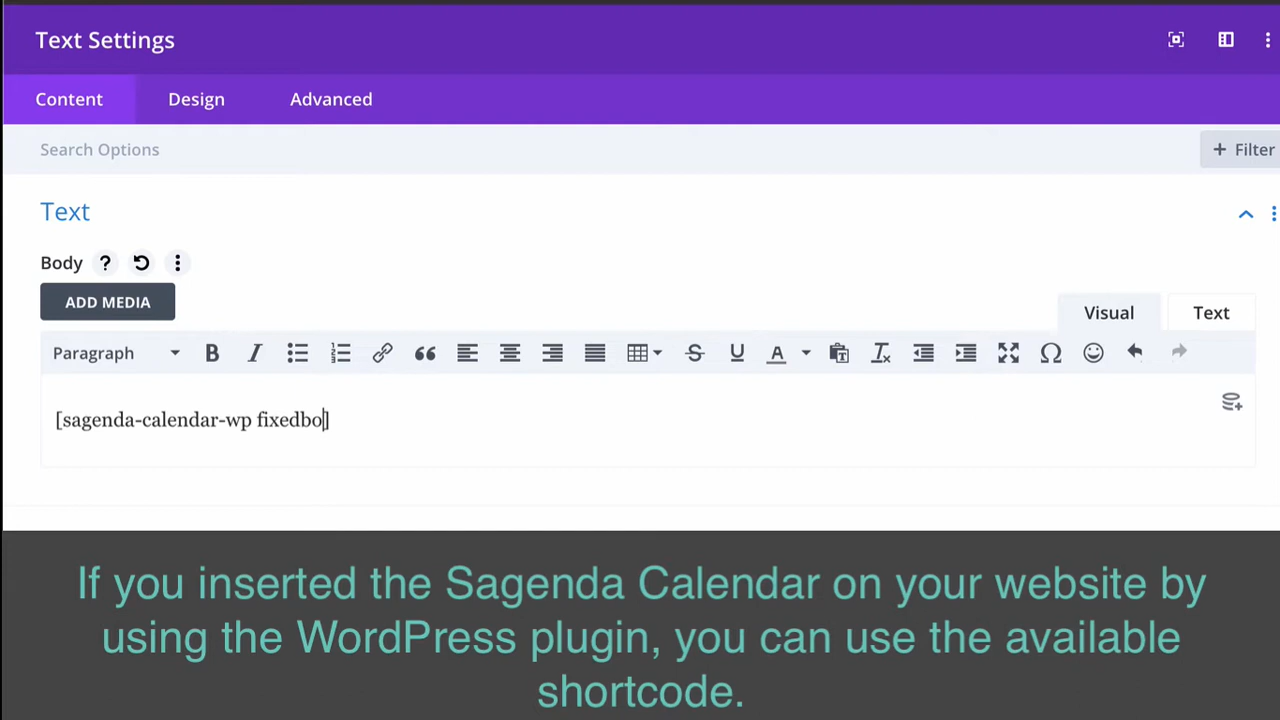 Text Settings
Content Design Advanced
Search Options
+ Filter
Text
Body ?
ADD MEDIA
Visual Text
Paragraph B I U A
[sagenda-calendar-wp fixedbo]
If you inserted the Sagenda Calendar on your website by
using the WordPress plugin, you can use the available
shortcode.